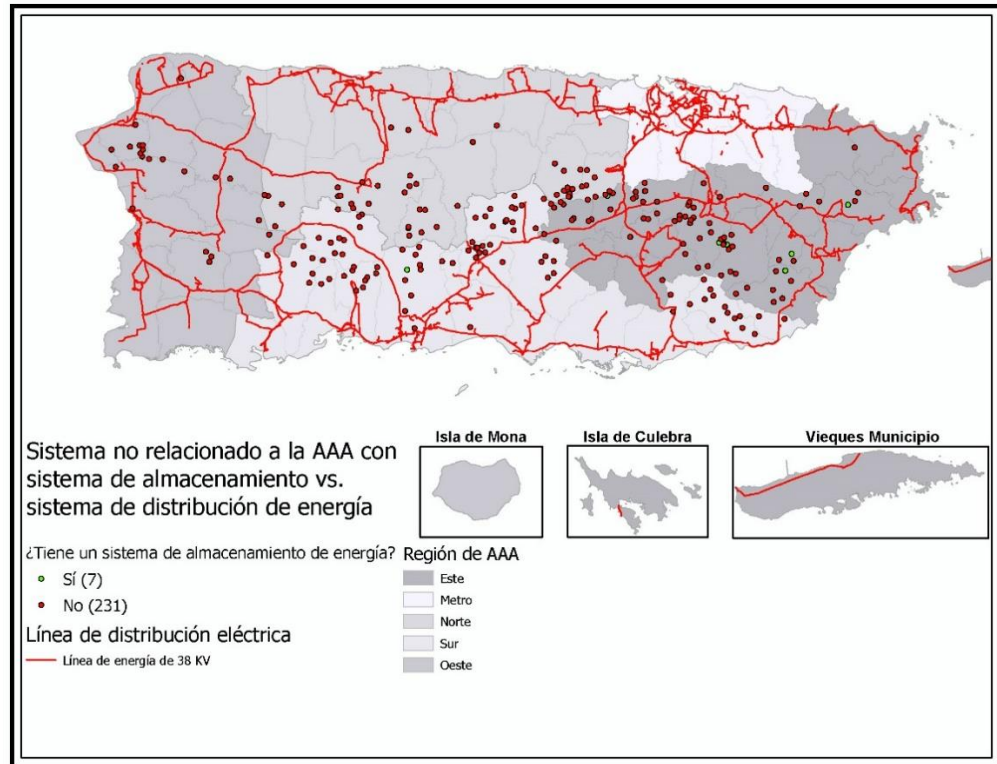 Sistema no relacionado a la AAA con
sistema de almacenamiento vs.
sistema de distribución de energía
¿Tiene un sistema de almacenamiento de energía?
Sí (7)
No (231)
Línea de distribución eléctrica
Línea de energía de 38 KV
Región de AAA
Este
Metro
Norte
Sur
Oeste
Isla de Mona
Isla de Culebra
Vieques Municipio